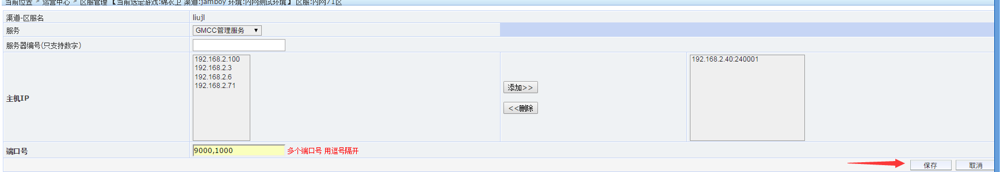 当前位置 > 运营中心 > 区服管理 【当前选定游戏:锦衣卫 渠道:jamboy 环境:内网测试环境】 区服:内网71区
渠道-区服名 liujl
服务 GMCC管理服务
服务器编号(只支持数字)
192.168.2.100
192.168.2.3
192.168.2.6
192.168.2.71
主机IP
添加>>
<<删除
192.168.2.40:240001
端口号 9000,1000 多个端口号 用逗号隔开
保存 取消